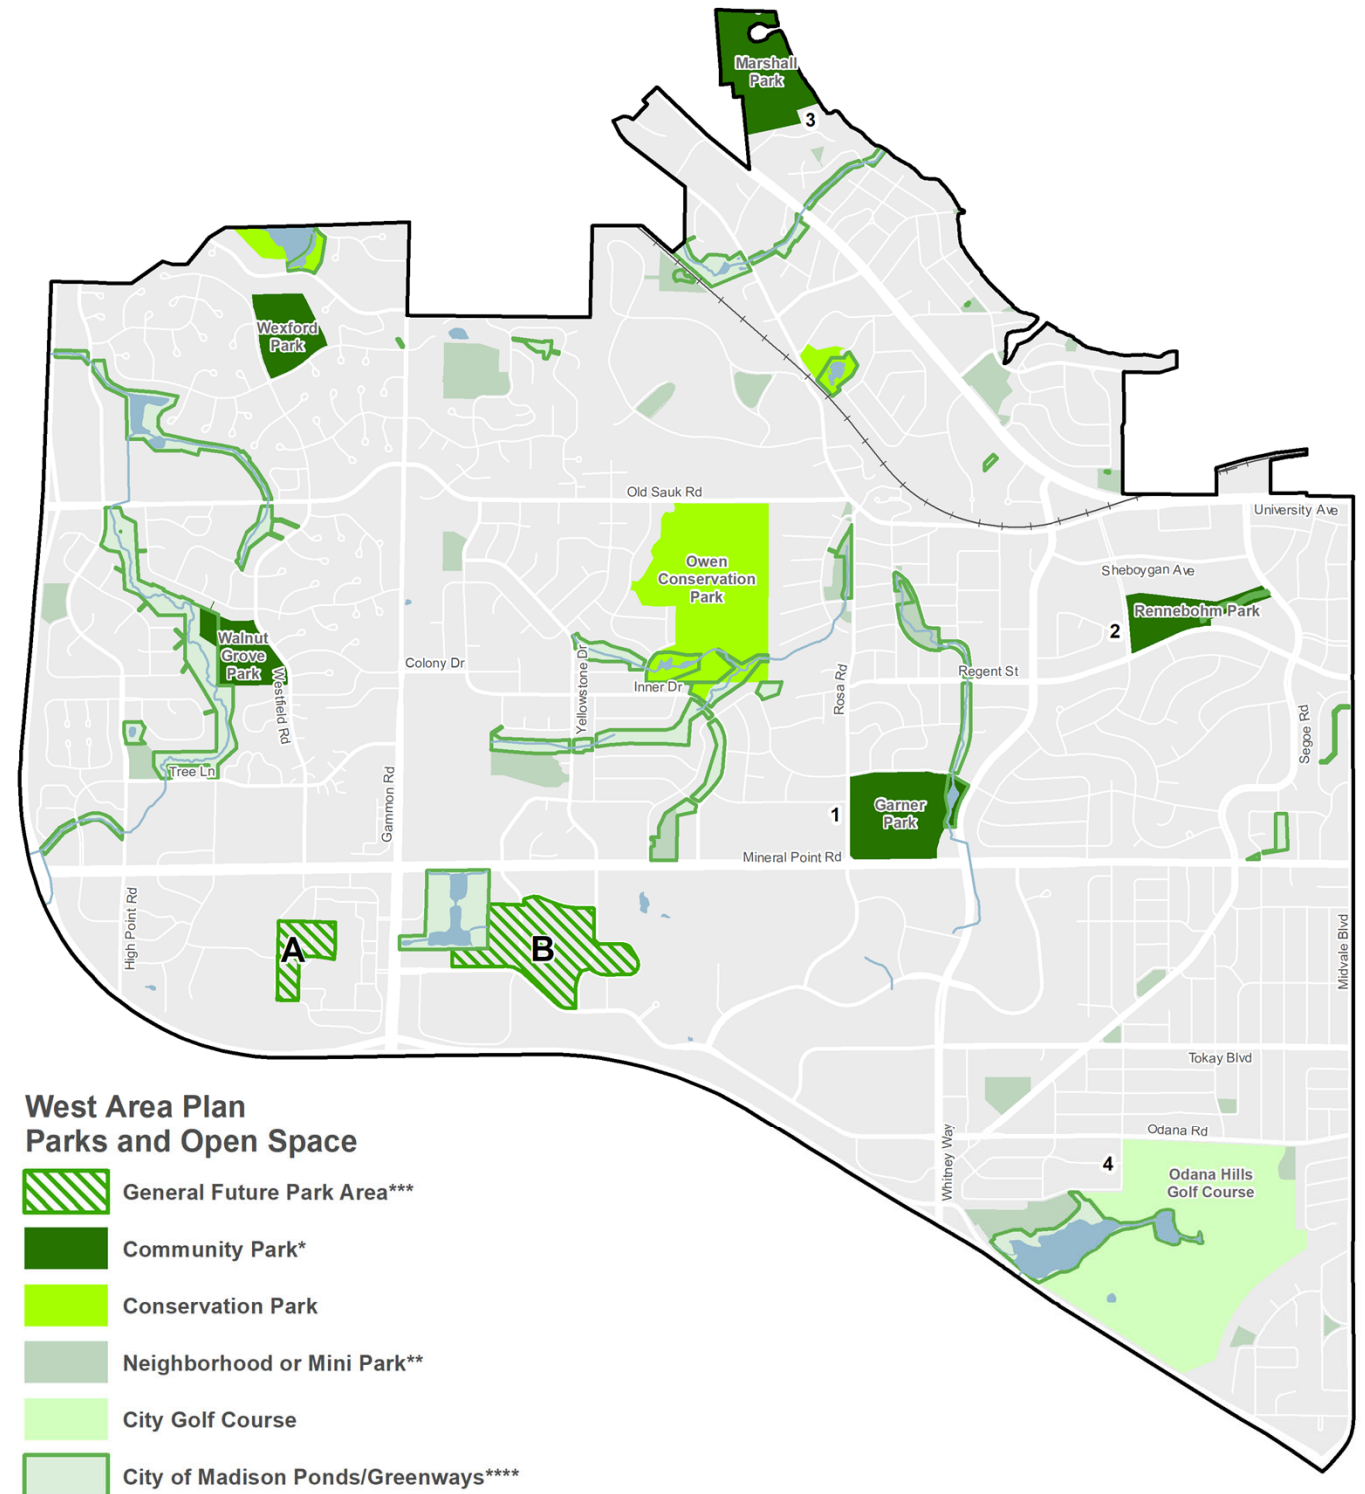 Marshall
Park
3
Wexford
Park
Old Sauk Rd
University Ave
Owen
Conservation
Park
Sheboygan Ave
Rennebohm Park
2
Walnut
Grove
Park
Westfield Rd
Colony Dr
Yellowstone Dr
Inner Dr
Rosa Rd
Regent St
Segoe Rd
Tree Ln
Gammon Rd
Garner
Park
1
Mineral Point Rd
High Point Rd
A
B
Midvale Blvd
Tokay Blvd
Whitney Way
Odana Rd
4
Odana Hills
Golf Course
West Area Plan
Parks and Open Space
General Future Park Area***
Community Park*
Conservation Park
Neighborhood or Mini Park**
City Golf Course
City of Madison Ponds/Greenways****